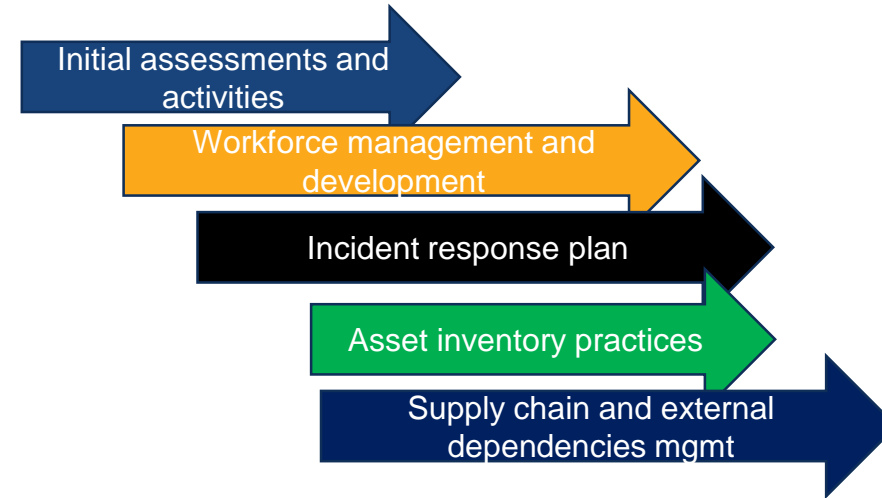 Initial assessments and
activities
Workforce management and
development
Incident response plan
Asset inventory practices
Supply chain and external
dependencies mgmt